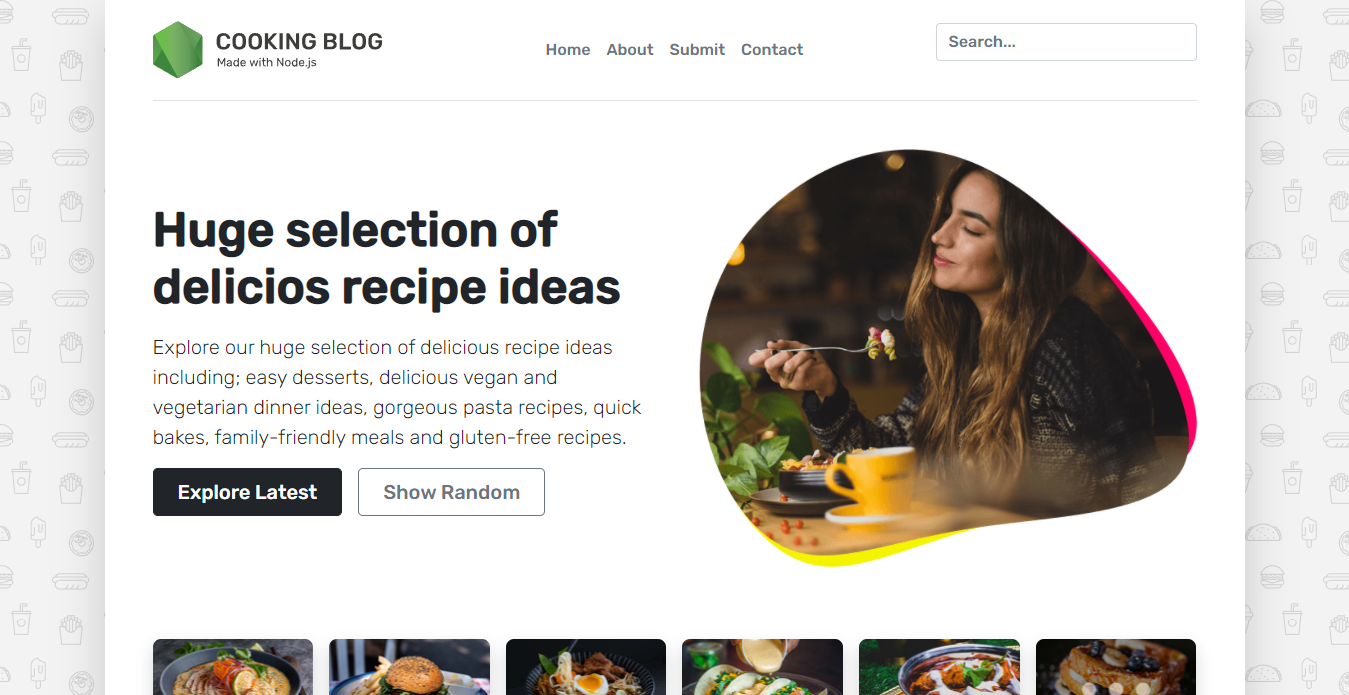 COOKING BLOG
Made with Node.js
Home About Submit Contact
Search...
Huge selection of
delicios recipe ideas
Explore our huge selection of delicious recipe ideas
including; easy desserts, delicious vegan and
vegetarian dinner ideas, gorgeous pasta recipes, quick
bakes, family-friendly meals and gluten-free recipes.
Explore Latest
Show Random